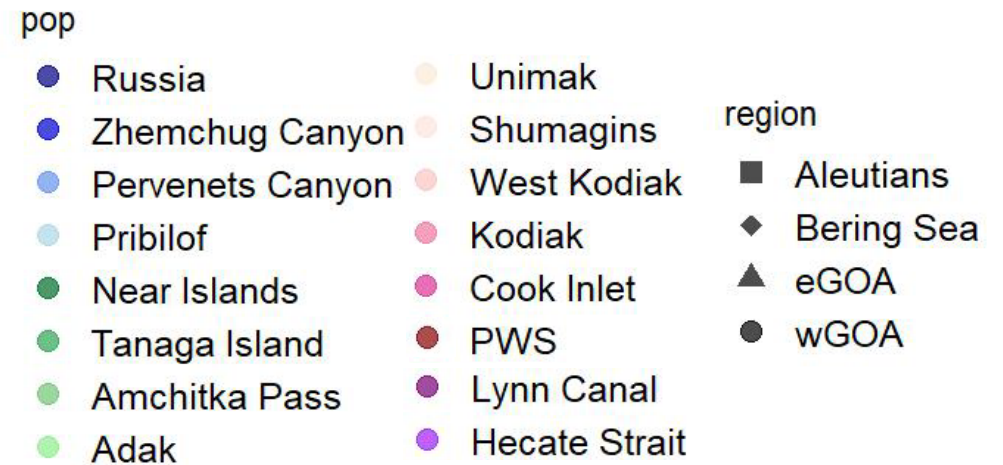 pop
Russia
Zhemchug Canyon
Pervenets Canyon
Pribilof
Near Islands
Tanaga Island
Amchitka Pass
Adak
Unimak
Shumagins
West Kodiak
Kodiak
Cook Inlet
PWS
Lynn Canal
Hecate Strait
region
Aleutians
Bering Sea
eGOA
wGOA